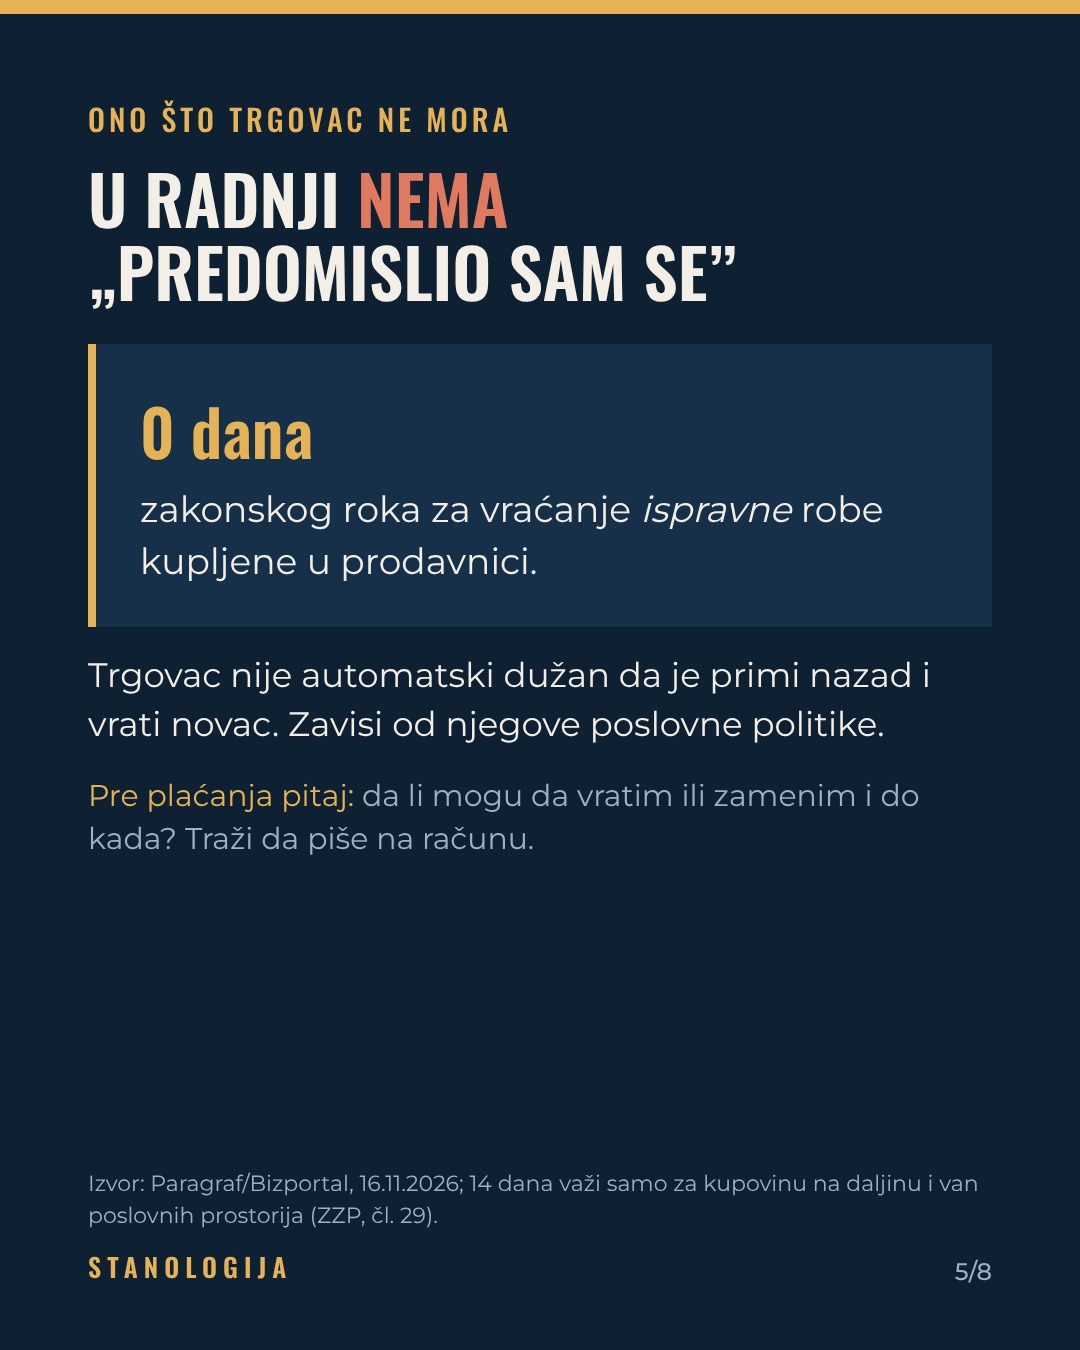 ONO ŠTO TRGOVAC NE MORA
U RADNJI NEMA
„PREDOMISLIO SAM SE”
0 dana
zakonskog roka za vraćanje ispravne robe
kupljene u prodavnici.
Trgovac nije automatski dužan da je primi nazad i
vrati novac. Zavisi od njegove poslovne politike.
Pre plaćanja pitaj: da li mogu da vratim ili zamenim i do
kada? Traži da piše na računu.
Izvor: Paragraf/Bizportal, 16.11.2026; 14 dana važi samo za kupovinu na daljinu i van
poslovnih prostorija (ZZP, čl. 29).
STANOLOGIJA
5/8